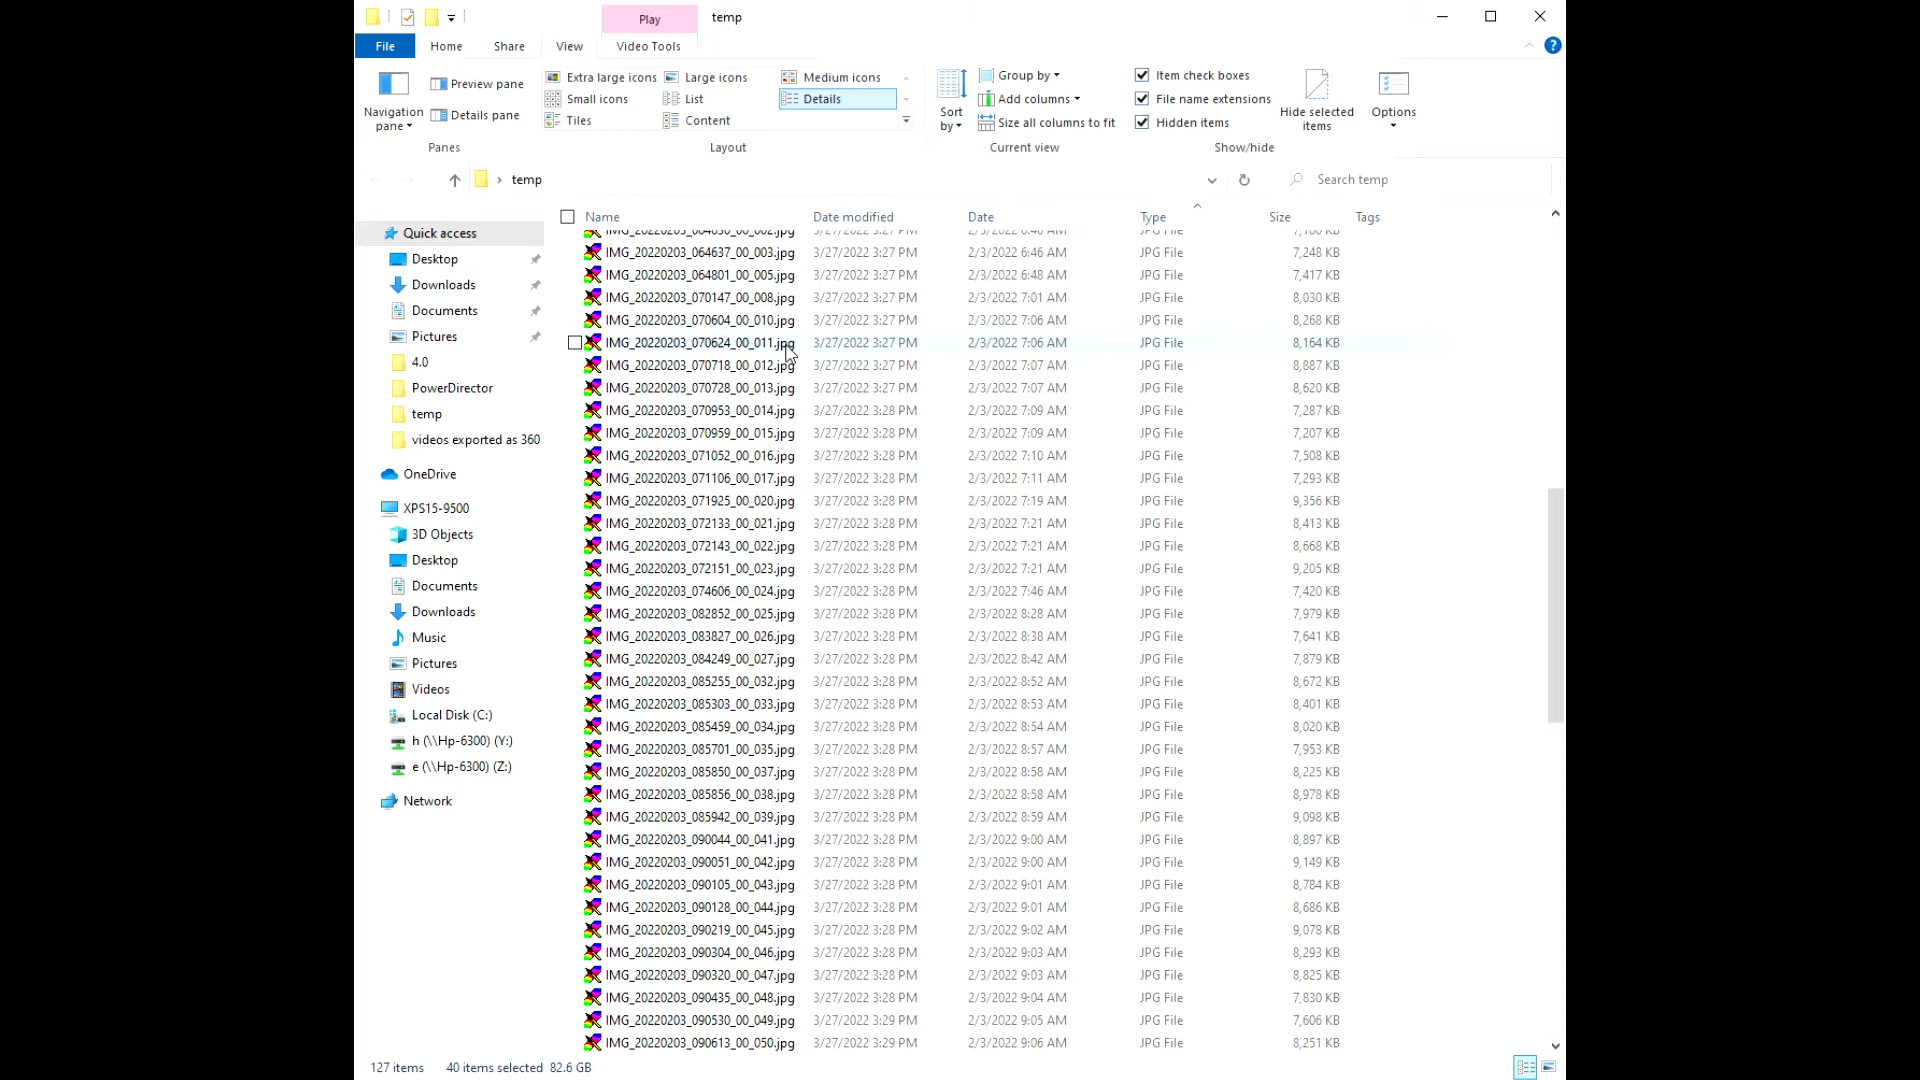 Play
temp
File
Home
Share
View
Video Tools
Navigation pane
Preview pane
Details pane
Panes
Extra large icons
Large icons
Medium icons
Small icons
List
Details
Tiles
Content
Layout
Sort by
Group by
Add columns
Size all columns to fit
Current view
Item check boxes
File name extensions
Hidden items
Hide selected items
Show/hide
Options
temp
Search temp
Quick access
Desktop
Downloads
Documents
Pictures
4.0
PowerDirector
temp
videos exported as 360
OneDrive
XPS15-9500
3D Objects
Desktop
Documents
Downloads
Music
Pictures
Videos
Local Disk (C:)
h (\\Hp-6300) (Y:)
e (\\Hp-6300) (Z:)
Network
Name Date modified Date Type Size Tags
IMG_20220203_064637_00_003.jpg 3/27/2022 3:27 PM 2/3/2022 6:46 AM JPG File 7,248 KB
IMG_20220203_064801_00_005.jpg 3/27/2022 3:27 PM 2/3/2022 6:48 AM JPG File 7,417 KB
IMG_20220203_070147_00_008.jpg 3/27/2022 3:27 PM 2/3/2022 7:01 AM JPG File 8,030 KB
IMG_20220203_070604_00_010.jpg 3/27/2022 3:27 PM 2/3/2022 7:06 AM JPG File 8,268 KB
IMG_20220203_070624_00_011.jpg 3/27/2022 3:27 PM 2/3/2022 7:06 AM JPG File 8,164 KB
IMG_20220203_070718_00_012.jpg 3/27/2022 3:27 PM 2/3/2022 7:07 AM JPG File 8,887 KB
IMG_20220203_070728_00_013.jpg 3/27/2022 3:27 PM 2/3/2022 7:07 AM JPG File 8,620 KB
IMG_20220203_070953_00_014.jpg 3/27/2022 3:28 PM 2/3/2022 7:09 AM JPG File 7,287 KB
IMG_20220203_070959_00_015.jpg 3/27/2022 3:28 PM 2/3/2022 7:09 AM JPG File 7,207 KB
IMG_20220203_071052_00_016.jpg 3/27/2022 3:28 PM 2/3/2022 7:10 AM JPG File 7,508 KB
IMG_20220203_071106_00_017.jpg 3/27/2022 3:28 PM 2/3/2022 7:11 AM JPG File 7,293 KB
IMG_20220203_071925_00_020.jpg 3/27/2022 3:28 PM 2/3/2022 7:19 AM JPG File 9,356 KB
IMG_20220203_072133_00_021.jpg 3/27/2022 3:28 PM 2/3/2022 7:21 AM JPG File 8,413 KB
IMG_20220203_072143_00_022.jpg 3/27/2022 3:28 PM 2/3/2022 7:21 AM JPG File 8,668 KB
IMG_20220203_072151_00_023.jpg 3/27/2022 3:28 PM 2/3/2022 7:21 AM JPG File 9,205 KB
IMG_20220203_074606_00_024.jpg 3/27/2022 3:28 PM 2/3/2022 7:46 AM JPG File 7,420 KB
IMG_20220203_082852_00_025.jpg 3/27/2022 3:28 PM 2/3/2022 8:28 AM JPG File 7,979 KB
IMG_20220203_083827_00_026.jpg 3/27/2022 3:28 PM 2/3/2022 8:38 AM JPG File 7,641 KB
IMG_20220203_084249_00_027.jpg 3/27/2022 3:28 PM 2/3/2022 8:42 AM JPG File 7,879 KB
IMG_20220203_085255_00_032.jpg 3/27/2022 3:28 PM 2/3/2022 8:52 AM JPG File 8,672 KB
IMG_20220203_085303_00_033.jpg 3/27/2022 3:28 PM 2/3/2022 8:53 AM JPG File 8,401 KB
IMG_20220203_085459_00_034.jpg 3/27/2022 3:28 PM 2/3/2022 8:54 AM JPG File 8,020 KB
IMG_20220203_085701_00_035.jpg 3/27/2022 3:28 PM 2/3/2022 8:57 AM JPG File 7,953 KB
IMG_20220203_085850_00_037.jpg 3/27/2022 3:28 PM 2/3/2022 8:58 AM JPG File 8,225 KB
IMG_20220203_085856_00_038.jpg 3/27/2022 3:28 PM 2/3/2022 8:58 AM JPG File 8,978 KB
IMG_20220203_085942_00_039.jpg 3/27/2022 3:28 PM 2/3/2022 8:59 AM JPG File 9,098 KB
IMG_20220203_090044_00_041.jpg 3/27/2022 3:28 PM 2/3/2022 9:00 AM JPG File 8,897 KB
IMG_20220203_090051_00_042.jpg 3/27/2022 3:28 PM 2/3/2022 9:00 AM JPG File 9,149 KB
IMG_20220203_090105_00_043.jpg 3/27/2022 3:28 PM 2/3/2022 9:01 AM JPG File 8,784 KB
IMG_20220203_090128_00_044.jpg 3/27/2022 3:28 PM 2/3/2022 9:01 AM JPG File 8,686 KB
IMG_20220203_090219_00_045.jpg 3/27/2022 3:28 PM 2/3/2022 9:02 AM JPG File 9,078 KB
IMG_20220203_090304_00_046.jpg 3/27/2022 3:28 PM 2/3/2022 9:03 AM JPG File 8,293 KB
IMG_20220203_090320_00_047.jpg 3/27/2022 3:28 PM 2/3/2022 9:03 AM JPG File 8,825 KB
IMG_20220203_090435_00_048.jpg 3/27/2022 3:28 PM 2/3/2022 9:04 AM JPG File 7,830 KB
IMG_20220203_090530_00_049.jpg 3/27/2022 3:29 PM 2/3/2022 9:05 AM JPG File 7,606 KB
IMG_20220203_090613_00_050.jpg 3/27/2022 3:29 PM 2/3/2022 9:06 AM JPG File 8,251 KB
127 items 40 items selected 82.6 GB